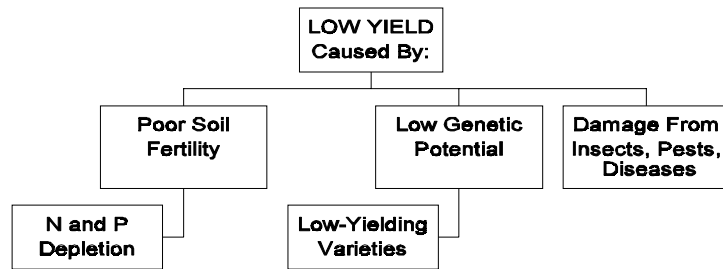 LOW YIELD
Caused By:
Poor Soil
Fertility
Low Genetic
Potential
Damage From
Insects, Pests,
Diseases
N and P
Depletion
Low-Yielding
Varieties